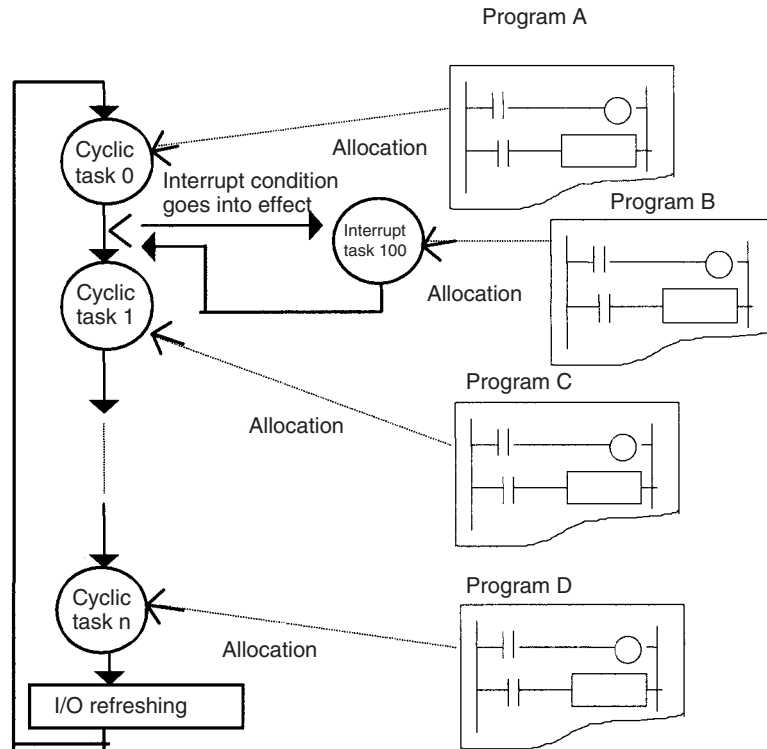 Program A
Cyclic
task 0
Allocation
Interrupt condition
goes into effect
Program B
Interrupt
task 100
Allocation
Cyclic
task 1
Program C
Allocation
Cyclic
task n
Program D
Allocation
I/O refreshing